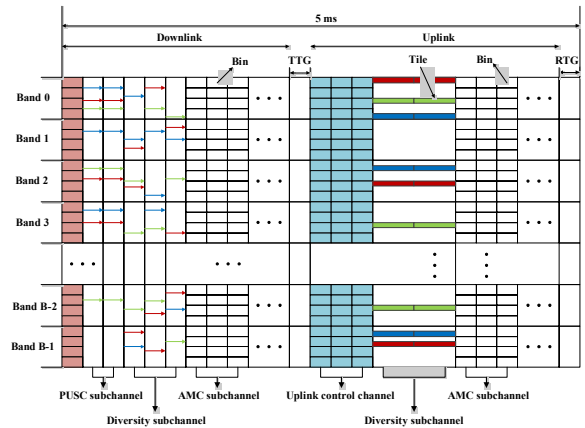 5 ms
Downlink
Uplink
Bin
TTG
Tile
Bin
RTG
Band 0
Band 1
Band 2
Band 3
Band B-2
Band B-1
PUSC subchannel
AMC subchannel
Uplink control channel
AMC subchannel
Diversity subchannel
Diversity subchannel